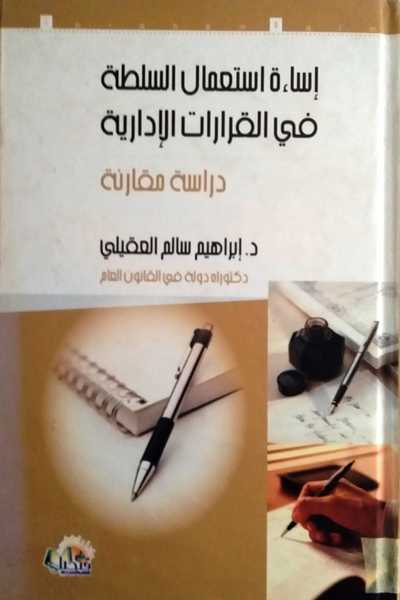 إساءة استعمال السلطة
في القرارات الإدارية
دراسة مقارنة
د. إبراهيم سالم العقيلي
دكتوراه دولة في القانون العام